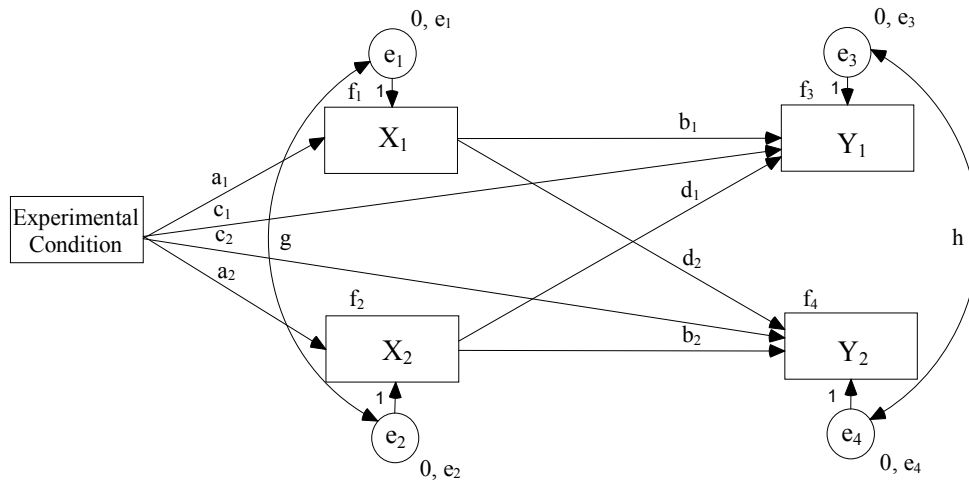 0, e₁
e₁
f₁
1
X₁
0, e₃
e₃
f₃
1
Y₁
b₁
a₁
c₁
d₁
Experimental
Condition
c₂
g
h
a₂
d₂
f₂
X₂
b₂
f₄
Y₂
1
e₂
0, e₂
1
e₄
0, e₄